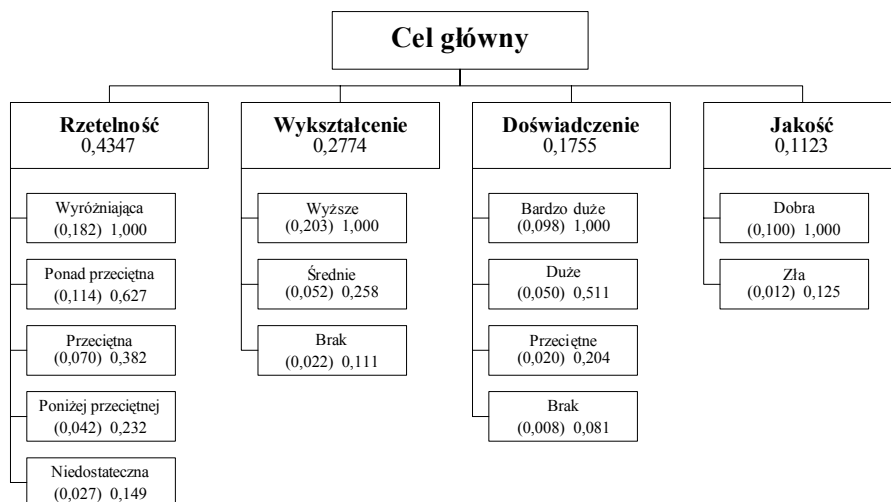 Cel główny
Rzetelność
0,4347
Wyróżniająca
(0,182) 1,000
Ponad przeciętna
(0,114) 0,627
Przeciętna
(0,070) 0,382
Poniżej przeciętnej
(0,042) 0,232
Niedostateczna
(0,027) 0,149
Wykształcenie
0,2774
Wyższe
(0,203) 1,000
Średnie
(0,052) 0,258
Brak
(0,022) 0,111
Doświadczenie
0,1755
Bardzo duże
(0,098) 1,000
Duże
(0,050) 0,511
Przeciętne
(0,020) 0,204
Brak
(0,008) 0,081
Jakość
0,1123
Dobra
(0,100) 1,000
Zła
(0,012) 0,125